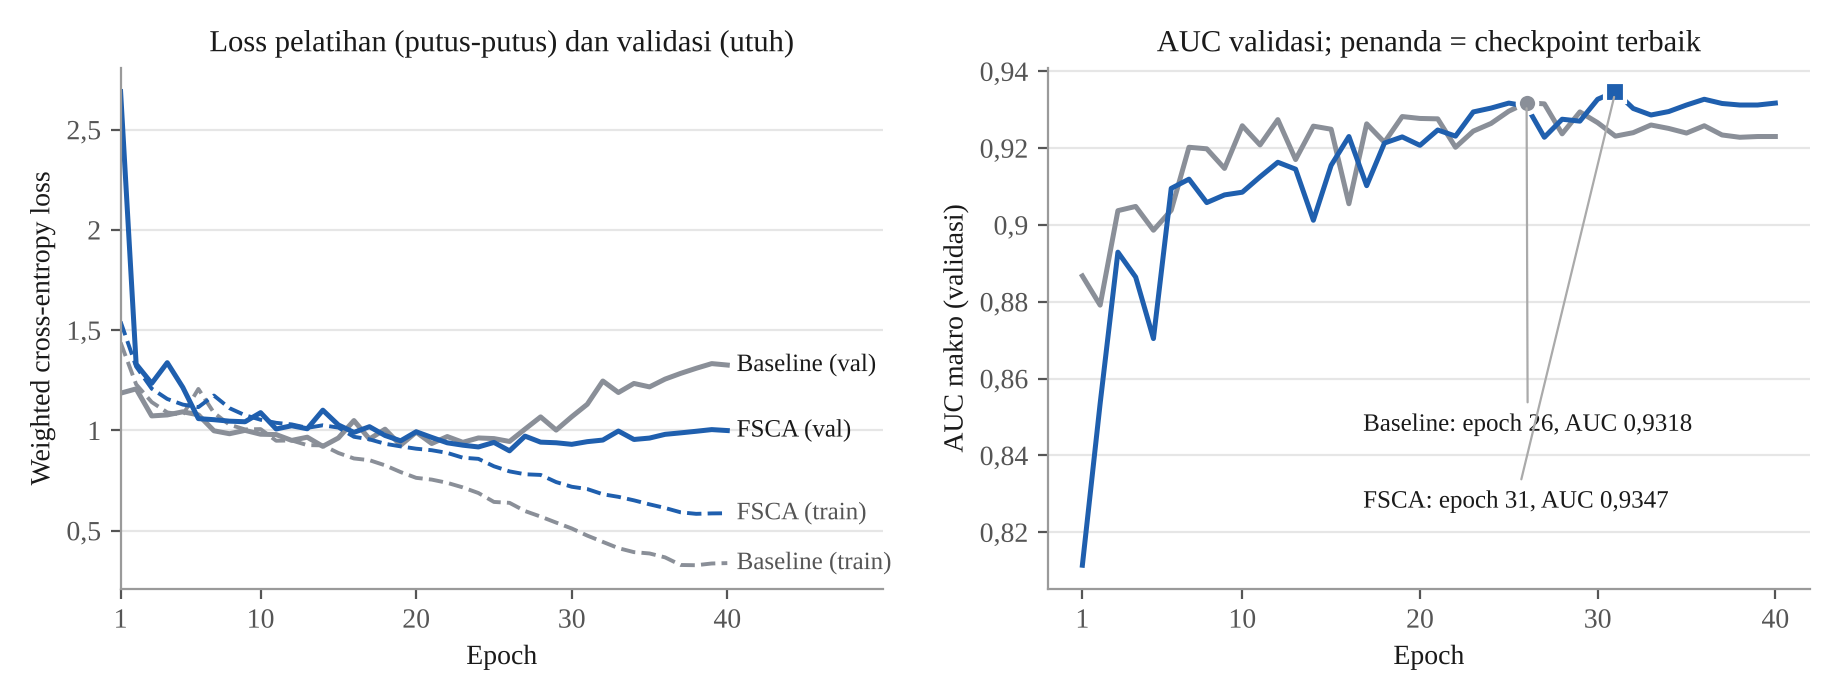 Loss pelatihan (putus-putus) dan validasi (utuh)
Weighted cross-entropy loss
2,5
2
1,5
1
0,5
Baseline (val)
FSCA (val)
FSCA (train)
Baseline (train)
1 10 20 30 40
Epoch
AUC validasi; penanda = checkpoint terbaik
AUC makro (validasi)
0,94
0,92
0,9
0,88
0,86
0,84
0,82
Baseline: epoch 26, AUC 0,9318
FSCA: epoch 31, AUC 0,9347
1 10 20 30 40
Epoch